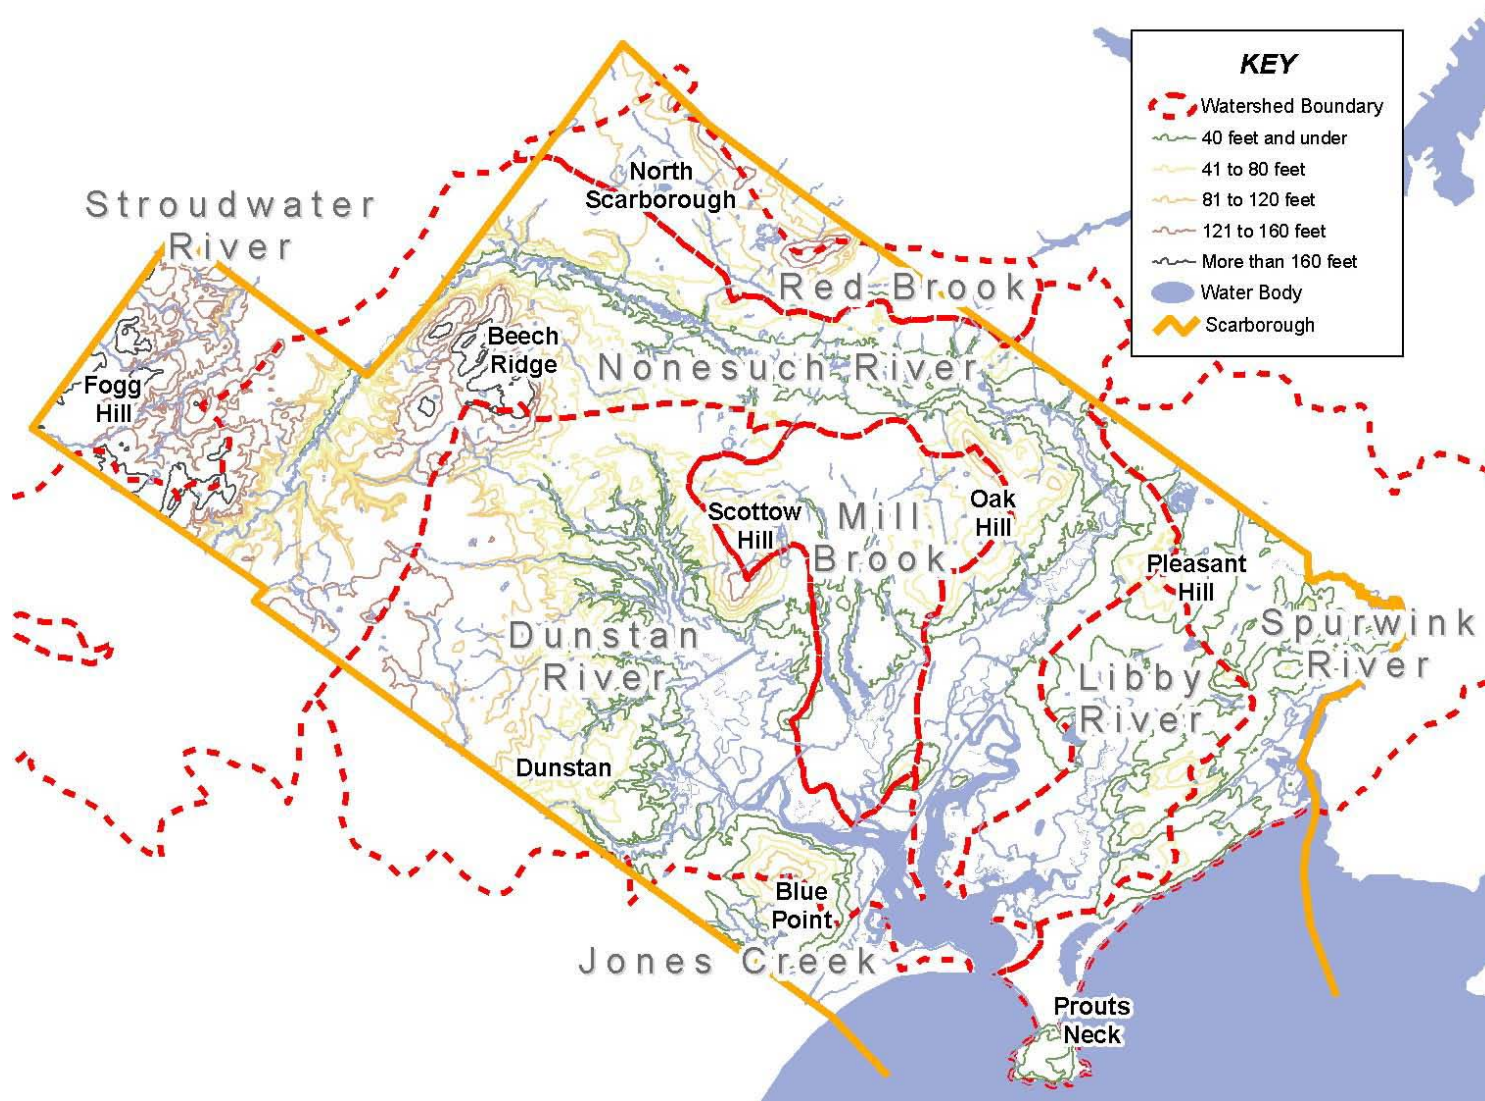 KEY
Watershed Boundary
40 feet and under
41 to 80 feet
81 to 120 feet
121 to 160 feet
More than 160 feet
Water Body
Scarborough
North
Scarborough
Stroudwater
River
Red Brook
Beech
Ridge
Nonesuch River
Fogg
Hill
Scottow
Hill
Mill
Brook
Oak
Hill
Pleasant
Hill
Dunstan
River
Spurwink
River
Libby
River
Dunstan
Blue
Point
Jones Creek
Prouts
Neck